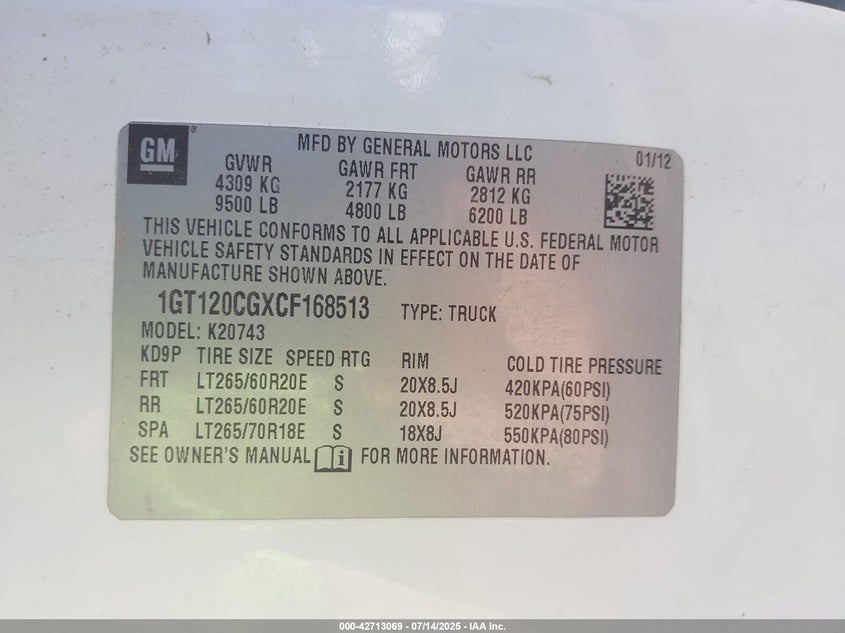 GM®
MFD BY GENERAL MOTORS LLC 01/12
GVWR GAWR FRT GAWR RR
4309 KG 2177 KG 2812 KG
9500 LB 4800 LB 6200 LB
THIS VEHICLE CONFORMS TO ALL APPLICABLE U.S. FEDERAL MOTOR
VEHICLE SAFETY STANDARDS IN EFFECT ON THE DATE OF
MANUFACTURE SHOWN ABOVE.
1GT120CGXCF168513 TYPE: TRUCK
MODEL: K20743
KD9P TIRE SIZE SPEED RTG RIM COLD TIRE PRESSURE
FRT LT265/60R20E S 20X8.5J 420KPA(60PSI)
RR LT265/60R20E S 20X8.5J 520KPA(75PSI)
SPA LT265/70R18E S 18X8J 550KPA(80PSI)
SEE OWNER'S MANUAL i FOR MORE INFORMATION.
000-42713069 - 07/14/2025 - IAA Inc.